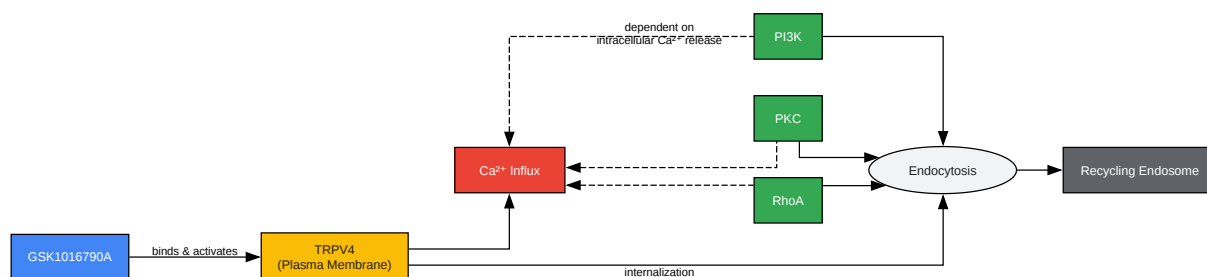 dependent on
intracellular Ca²⁺ release
PI3K
PKC
Ca²⁺ Influx
Endocytosis
Recycling Endosome
RhoA
GSK1016790A
binds & activates
TRPV4
(Plasma Membrane)
internalization